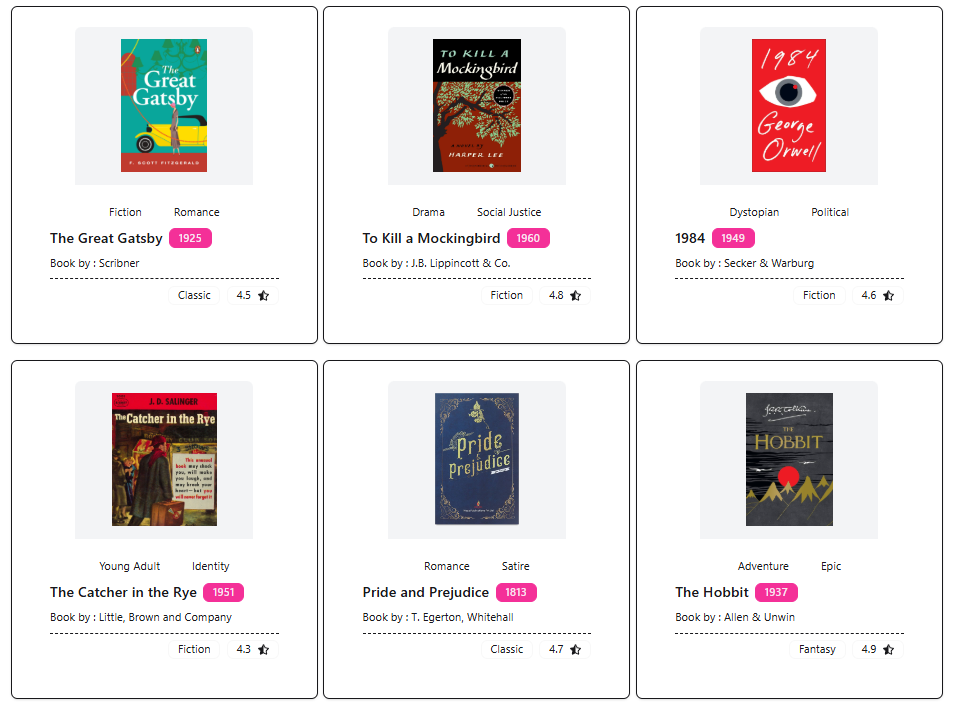 The
Great
Gatsby
F. SCOTT FITZGERALD
Fiction Romance
The Great Gatsby 1925
Book by : Scribner
Classic 4.5
TO KILL A
Mockingbird
A NOVEL BY
HARPER LEE
Drama Social Justice
To Kill a Mockingbird 1960
Book by : J.B. Lippincott & Co.
Fiction 4.8
1984
George
Orwell
Dystopian Political
1984 1949
Book by : Secker & Warburg
Fiction 4.6
J. D. SALINGER
The Catcher in the Rye
This unusual
book may shock
you, will make
you laugh, and
may break your
heart—but you
will never forget it
Young Adult Identity
The Catcher in the Rye 1951
Book by : Little, Brown and Company
Fiction 4.3
Pride
Prejudice
Romance Satire
Pride and Prejudice 1813
Book by : T. Egerton, Whitehall
Classic 4.7
THE
HOBBIT
Adventure Epic
The Hobbit 1937
Book by : Allen & Unwin
Fantasy 4.9